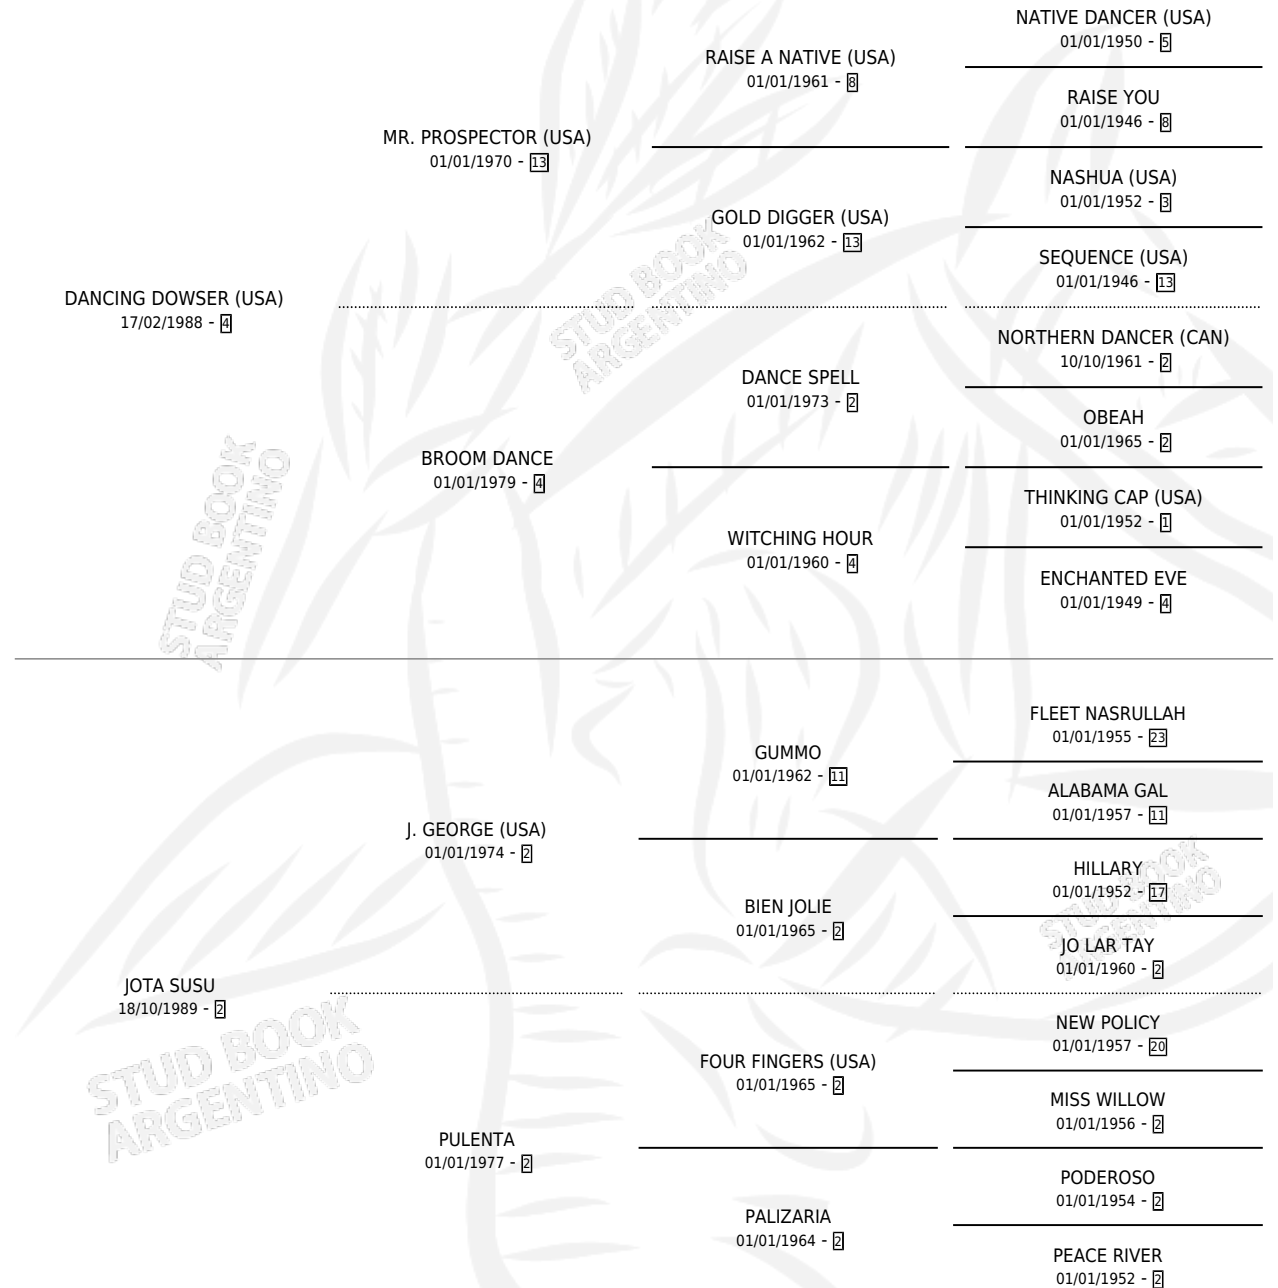 NATIVE DANCER (USA)
01/01/1950 - 5
RAISE A NATIVE (USA)
01/01/1961 - 8
RAISE YOU
01/01/1946 - 8
MR. PROSPECTOR (USA)
01/01/1970 - 13
NASHUA (USA)
01/01/1952 - 3
GOLD DIGGER (USA)
01/01/1962 - 13
SEQUENCE (USA)
01/01/1946 - 13
DANCING DOWSER (USA)
17/02/1988 - 4
STUD BOOK
ARGENTINO
NORTHERN DANCER (CAN)
10/10/1961 - 2
DANCE SPELL
01/01/1973 - 2
OBEAH
01/01/1965 - 2
BROOM DANCE
01/01/1979 - 4
THINKING CAP (USA)
01/01/1952 - 1
WITCHING HOUR
01/01/1960 - 4
ENCHANTED EVE
01/01/1949 - 4
STUD BOOK
ARGENTINO
FLEET NASRULLAH
01/01/1955 - 23
GUMMO
01/01/1962 - 11
ALABAMA GAL
01/01/1957 - 11
J. GEORGE (USA)
01/01/1974 - 2
HILLARY
01/01/1952 - 17
BIEN JOLIE
01/01/1965 - 2
STUD BOOK
ARGENTINO
JO LAR TAY
01/01/1960 - 2
JOTA SUSU
18/10/1989 - 2
NEW POLICY
01/01/1957 - 20
FOUR FINGERS (USA)
01/01/1965 - 2
MISS WILLOW
01/01/1956 - 2
STUD BOOK
ARGENTINO
PULENTA
01/01/1977 - 2
PODEROSO
01/01/1954 - 2
PALIZARIA
01/01/1964 - 2
PEACE RIVER
01/01/1952 - 2